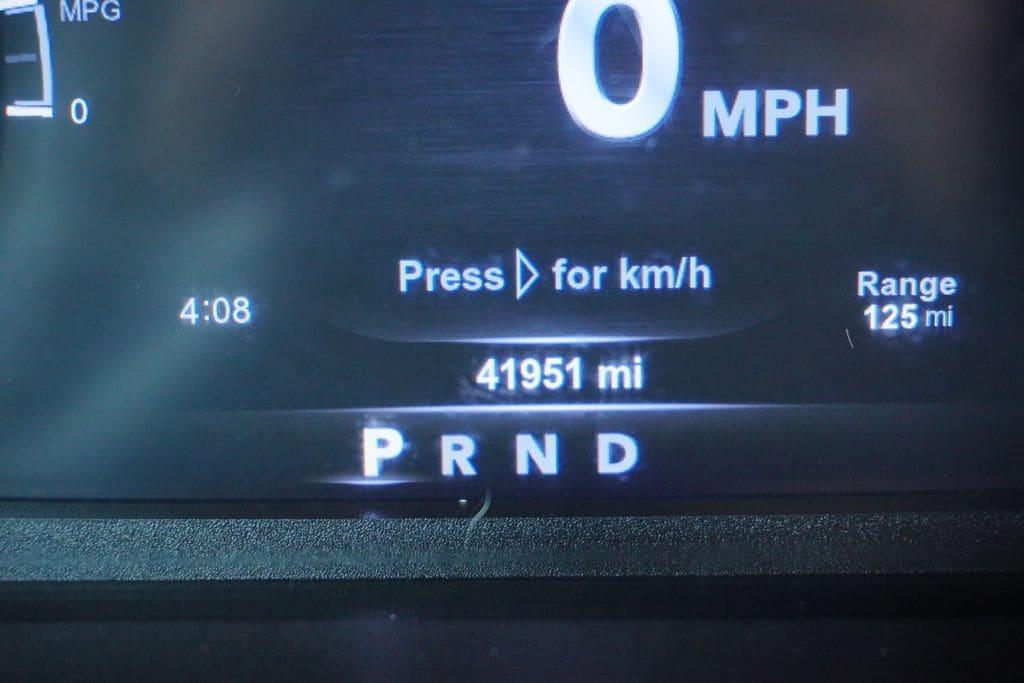 MPG
0
0 MPH
Press ▷ for km/h
4:08
Range
125 mi
41951 mi
P R N D